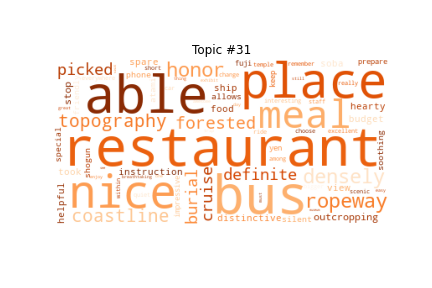 Topic #31
picked
spare
honor
fuji
temple
remember
prepare
short
phone
change
keep
stop
able
place
ship
allows
food
hearty
topography
forested
meal
budget
special
restaurant
yen
choose
excellent
among
soothing
shogun
took
instruction
definite
densely
nice
bus
view
scenic
cruise
ropeway
helpful
within
burial
coastline
distinctive
silent
outcropping
impressive
staff
really
still